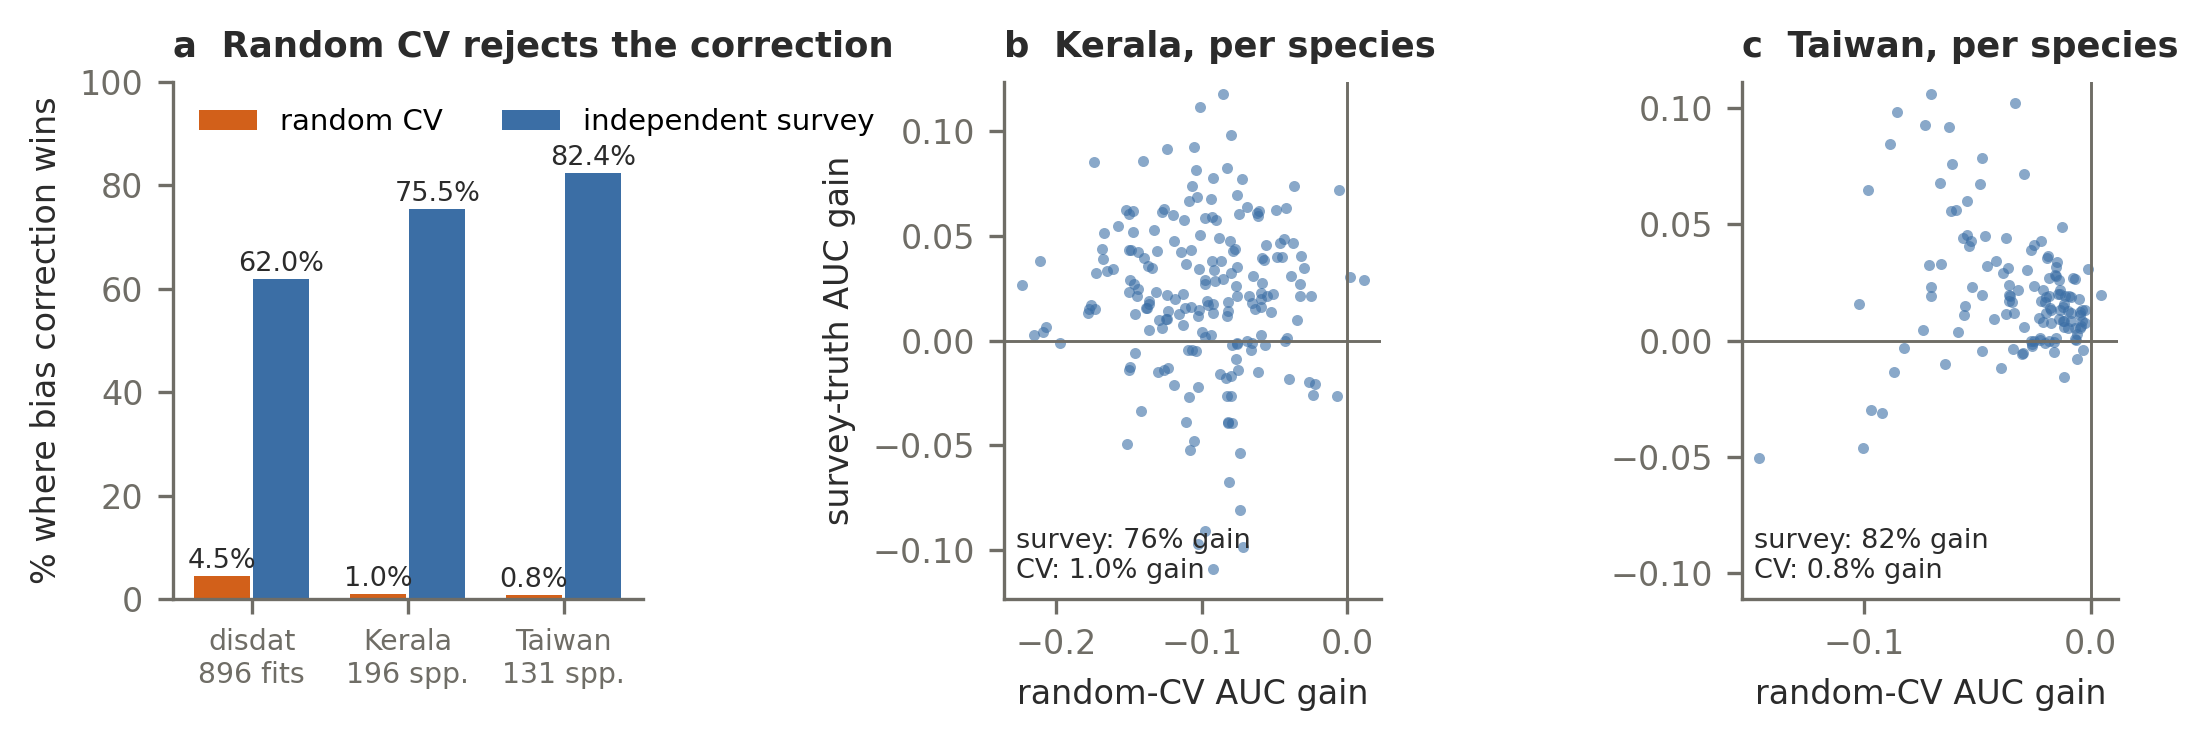 a  Random CV rejects the correction
% where bias correction wins
100
80
60
40
20
0
random CV
independent survey
4.5%
62.0%
1.0%
75.5%
0.8%
82.4%
disdat
896 fits
Kerala
196 spp.
Taiwan
131 spp.
b  Kerala, per species
survey-truth AUC gain
0.10
0.05
0.00
−0.05
−0.10
survey: 76% gain
CV: 1.0% gain
−0.2
−0.1
0.0
random-CV AUC gain
c  Taiwan, per species
0.10
0.05
0.00
−0.05
−0.10
survey: 82% gain
CV: 0.8% gain
−0.1
0.0
random-CV AUC gain